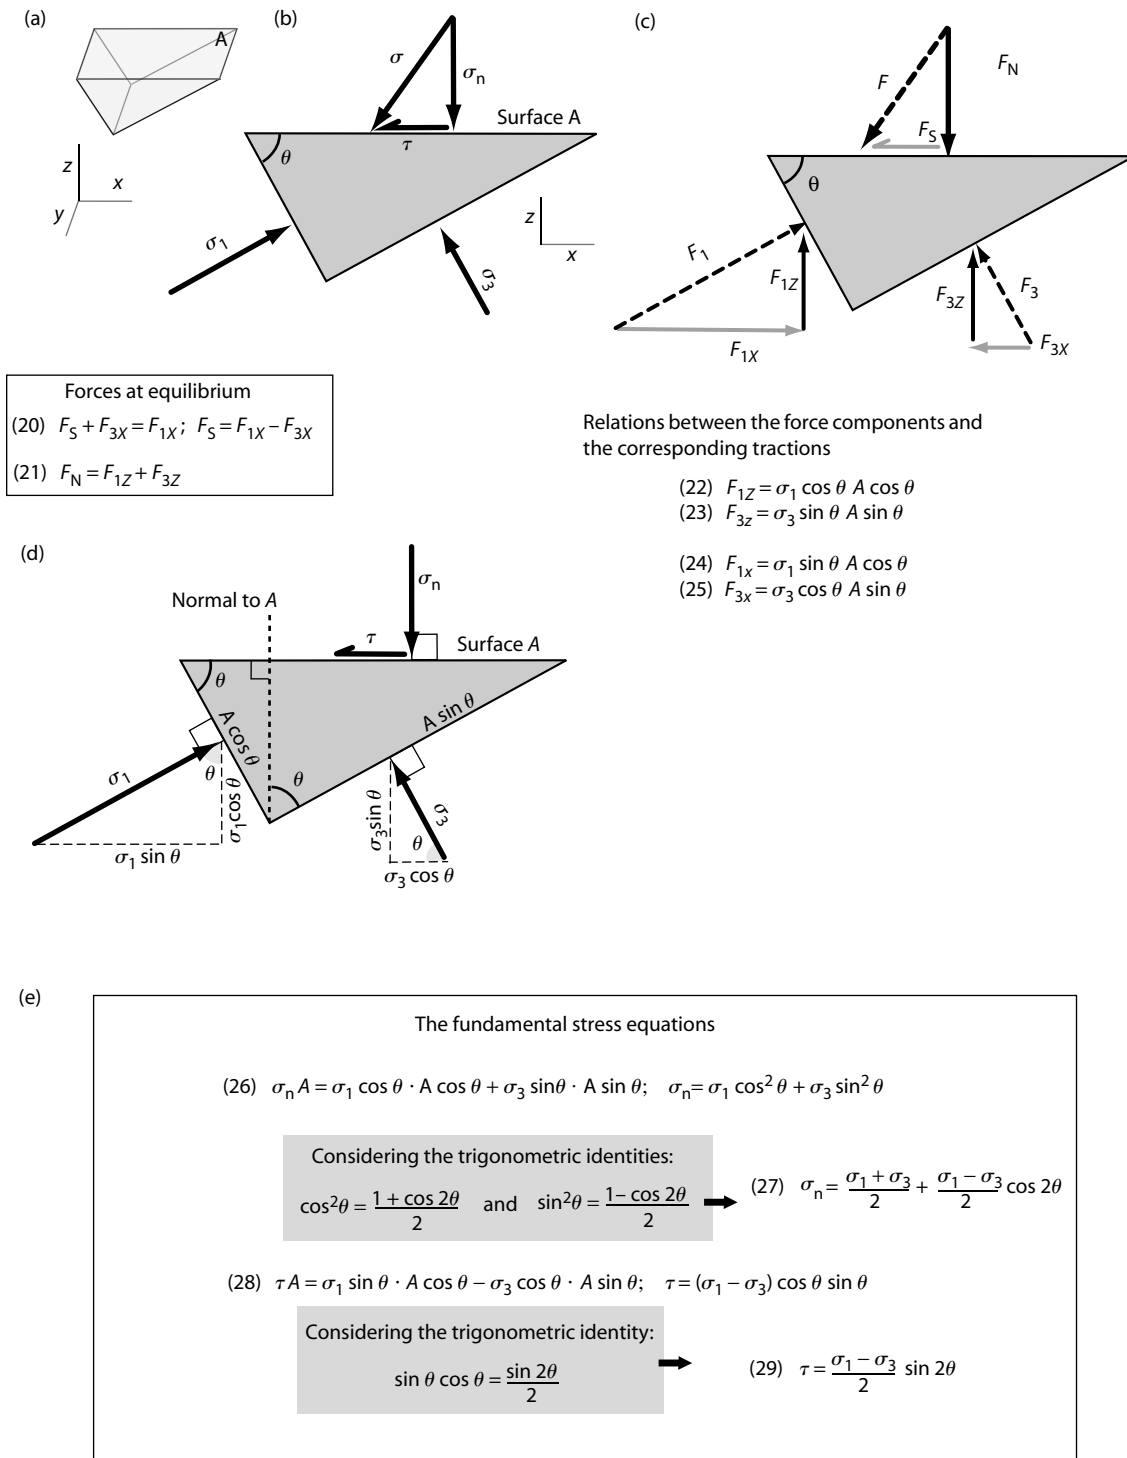 (a)
A
z
x
y
(b)
σ
σn
Surface A
τ
θ
σ1
σ3
z
x
(c)
F
FN
FS
θ
F1
F1Z
F1X
F3Z
F3
F3X
Forces at equilibrium
(20) FS + F3X = F1X ; FS = F1X – F3X
(21) FN = F1Z + F3Z
Relations between the force components and
the corresponding tractions
(22) F1Z = σ1 cos θ A cos θ
(23) F3z = σ3 sin θ A sin θ
(24) F1x = σ1 sin θ A cos θ
(25) F3x = σ3 cos θ A sin θ
(d)
σn
Normal to A
τ
Surface A
θ
A cos θ
A sin θ
θ
σ1
θ
σ1cos θ
σ1 sin θ
σ3sin θ
σ3
θ
σ3 cos θ
(e)
The fundamental stress equations
(26) σn A = σ1 cos θ · A cos θ + σ3 sinθ · A sin θ; σn= σ1 cos² θ + σ3 sin² θ
Considering the trigonometric identities:
cos²θ = (1 + cos 2θ)/2 and sin²θ = (1– cos 2θ)/2
(27) σn = (σ1 + σ3)/2 + (σ1 – σ3)/2 cos 2θ
(28) τ A = σ1 sin θ · A cos θ – σ3 cos θ · A sin θ; τ = (σ1 – σ3) cos θ sin θ
Considering the trigonometric identity:
sin θ cos θ = (sin 2θ)/2
(29) τ = (σ1 – σ3)/2 sin 2θ